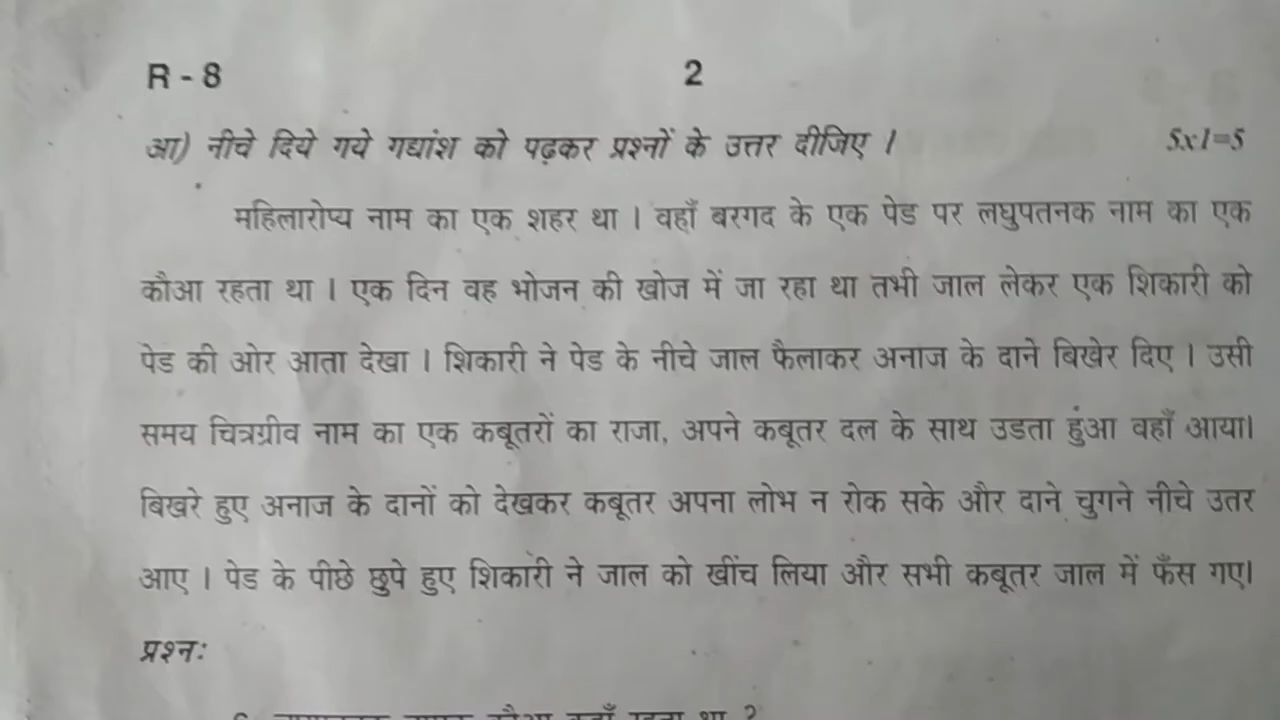 R - 8 2
आ) नीचे दिये गये गद्यांश को पढ़कर प्रश्नों के उत्तर दीजिए । 5x1=5
महिलारोप्य नाम का एक शहर था । वहाँ बरगद के एक पेड पर लघुपतनक नाम का एक
कौआ रहता था । एक दिन वह भोजन की खोज में जा रहा था तभी जाल लेकर एक शिकारी को
पेड की ओर आता देखा । शिकारी ने पेड के नीचे जाल फैलाकर अनाज के दाने बिखेर दिए । उसी
समय चित्रग्रीव नाम का एक कबूतरों का राजा, अपने कबूतर दल के साथ उडता हुंआ वहाँ आया।
बिखरे हुए अनाज के दानों को देखकर कबूतर अपना लोभ न रोक सके और दाने चुगने नीचे उतर
आए । पेड के पीछे छुपे हुए शिकारी ने जाल को खींच लिया और सभी कबूतर जाल में फँस गए।
प्रश्नः
कौआ कहाँ रहता था ?